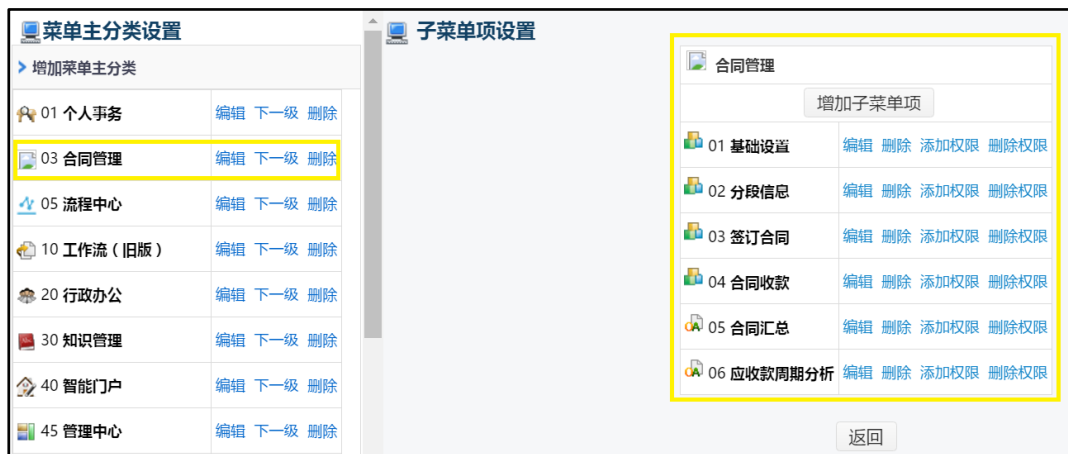 菜单主分类设置
增加菜单主分类
01 个人事务 编辑 下一级 删除
03 合同管理 编辑 下一级 删除
05 流程中心 编辑 下一级 删除
10 工作流（旧版） 编辑 下一级 删除
20 行政办公 编辑 下一级 删除
30 知识管理 编辑 下一级 删除
40 智能门户 编辑 下一级 删除
45 管理中心 编辑 下一级 删除
子菜单项设置
合同管理
增加子菜单项
01 基础设置 编辑 删除 添加权限 删除权限
02 分段信息 编辑 删除 添加权限 删除权限
03 签订合同 编辑 删除 添加权限 删除权限
04 合同收款 编辑 删除 添加权限 删除权限
05 合同汇总 编辑 删除 添加权限 删除权限
06 应收款周期分析 编辑 删除 添加权限 删除权限
返回